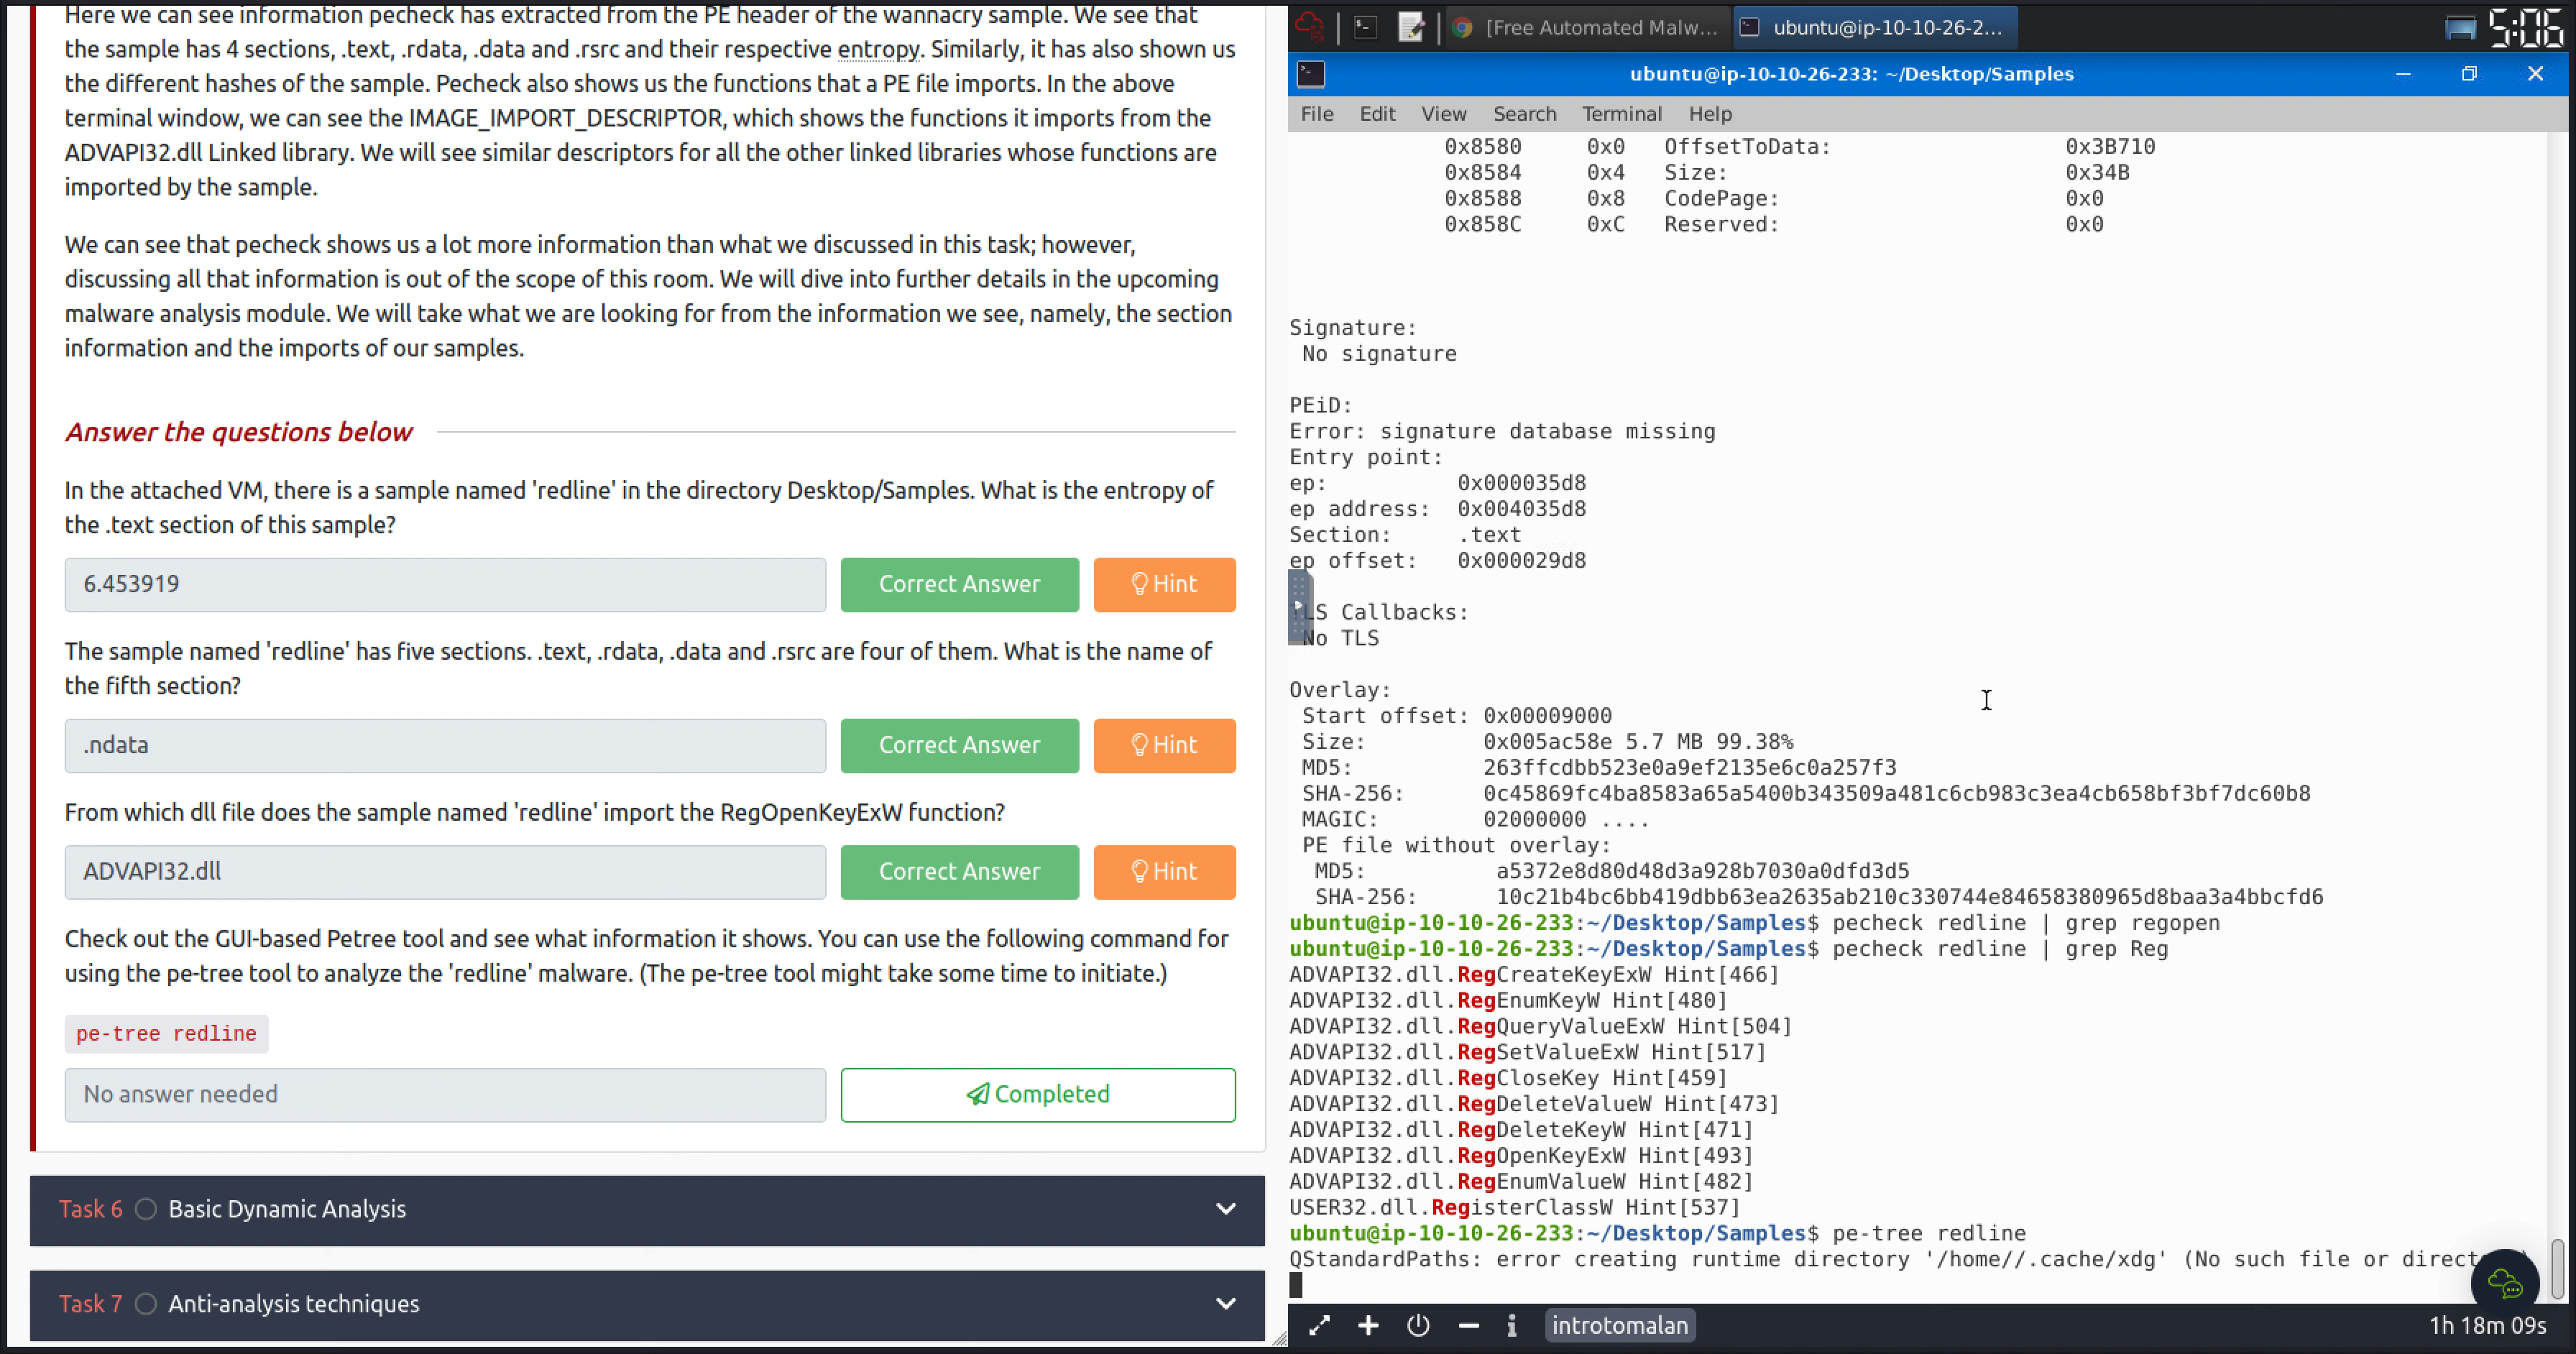 Here we can see information pecheck has extracted from the PE header of the wannacry sample. We see that
the sample has 4 sections, .text, .rdata, .data and .rsrc and their respective entropy. Similarly, it has also shown us
the different hashes of the sample. Pecheck also shows us the functions that a PE file imports. In the above
terminal window, we can see the IMAGE_IMPORT_DESCRIPTOR, which shows the functions it imports from the
ADVAPI32.dll Linked library. We will see similar descriptors for all the other linked libraries whose functions are
imported by the sample.
We can see that pecheck shows us a lot more information than what we discussed in this task; however,
discussing all that information is out of the scope of this room. We will dive into further details in the upcoming
malware analysis module. We will take what we are looking for from the information we see, namely, the section
information and the imports of our samples.
Answer the questions below
In the attached VM, there is a sample named 'redline' in the directory Desktop/Samples. What is the entropy of
the .text section of this sample?
6.453919 Correct Answer Hint
The sample named 'redline' has five sections. .text, .rdata, .data and .rsrc are four of them. What is the name of
the fifth section?
.ndata Correct Answer Hint
From which dll file does the sample named 'redline' import the RegOpenKeyExW function?
ADVAPI32.dll Correct Answer Hint
Check out the GUI-based Petree tool and see what information it shows. You can use the following command for
using the pe-tree tool to analyze the 'redline' malware. (The pe-tree tool might take some time to initiate.)
pe-tree redline
No answer needed Completed
Task 6 Basic Dynamic Analysis
Task 7 Anti-analysis techniques
[Free Automated Malw... ubuntu@ip-10-10-26-2... 5:06
ubuntu@ip-10-10-26-233: ~/Desktop/Samples
File Edit View Search Terminal Help
0x8580 0x0 OffsetToData: 0x3B710
0x8584 0x4 Size: 0x34B
0x8588 0x8 CodePage: 0x0
0x858C 0xC Reserved: 0x0
Signature:
No signature
PEiD:
Error: signature database missing
Entry point:
ep: 0x000035d8
ep address: 0x004035d8
Section: .text
ep offset: 0x000029d8
TLS Callbacks:
No TLS
Overlay:
Start offset: 0x00009000
Size: 0x005ac58e 5.7 MB 99.38%
MD5: 263ffcdbb523e0a9ef2135e6c0a257f3
SHA-256: 0c45869fc4ba8583a65a5400b343509a481c6cb983c3ea4cb658bf3bf7dc60b8
MAGIC: 02000000 ....
PE file without overlay:
MD5: a5372e8d80d48d3a928b7030a0dfd3d5
SHA-256: 10c21b4bc6bb419dbb63ea2635ab210c330744e84658380965d8baa3a4bbcfd6
ubuntu@ip-10-10-26-233:~/Desktop/Samples$ pecheck redline | grep regopen
ubuntu@ip-10-10-26-233:~/Desktop/Samples$ pecheck redline | grep Reg
ADVAPI32.dll.RegCreateKeyExW Hint[466]
ADVAPI32.dll.RegEnumKeyW Hint[480]
ADVAPI32.dll.RegQueryValueExW Hint[504]
ADVAPI32.dll.RegSetValueExW Hint[517]
ADVAPI32.dll.RegCloseKey Hint[459]
ADVAPI32.dll.RegDeleteValueW Hint[473]
ADVAPI32.dll.RegDeleteKeyW Hint[471]
ADVAPI32.dll.RegOpenKeyExW Hint[493]
ADVAPI32.dll.RegEnumValueW Hint[482]
USER32.dll.RegisterClassW Hint[537]
ubuntu@ip-10-10-26-233:~/Desktop/Samples$ pe-tree redline
QStandardPaths: error creating runtime directory '/home//.cache/xdg' (No such file or direct
introtomalan 1h 18m 09s